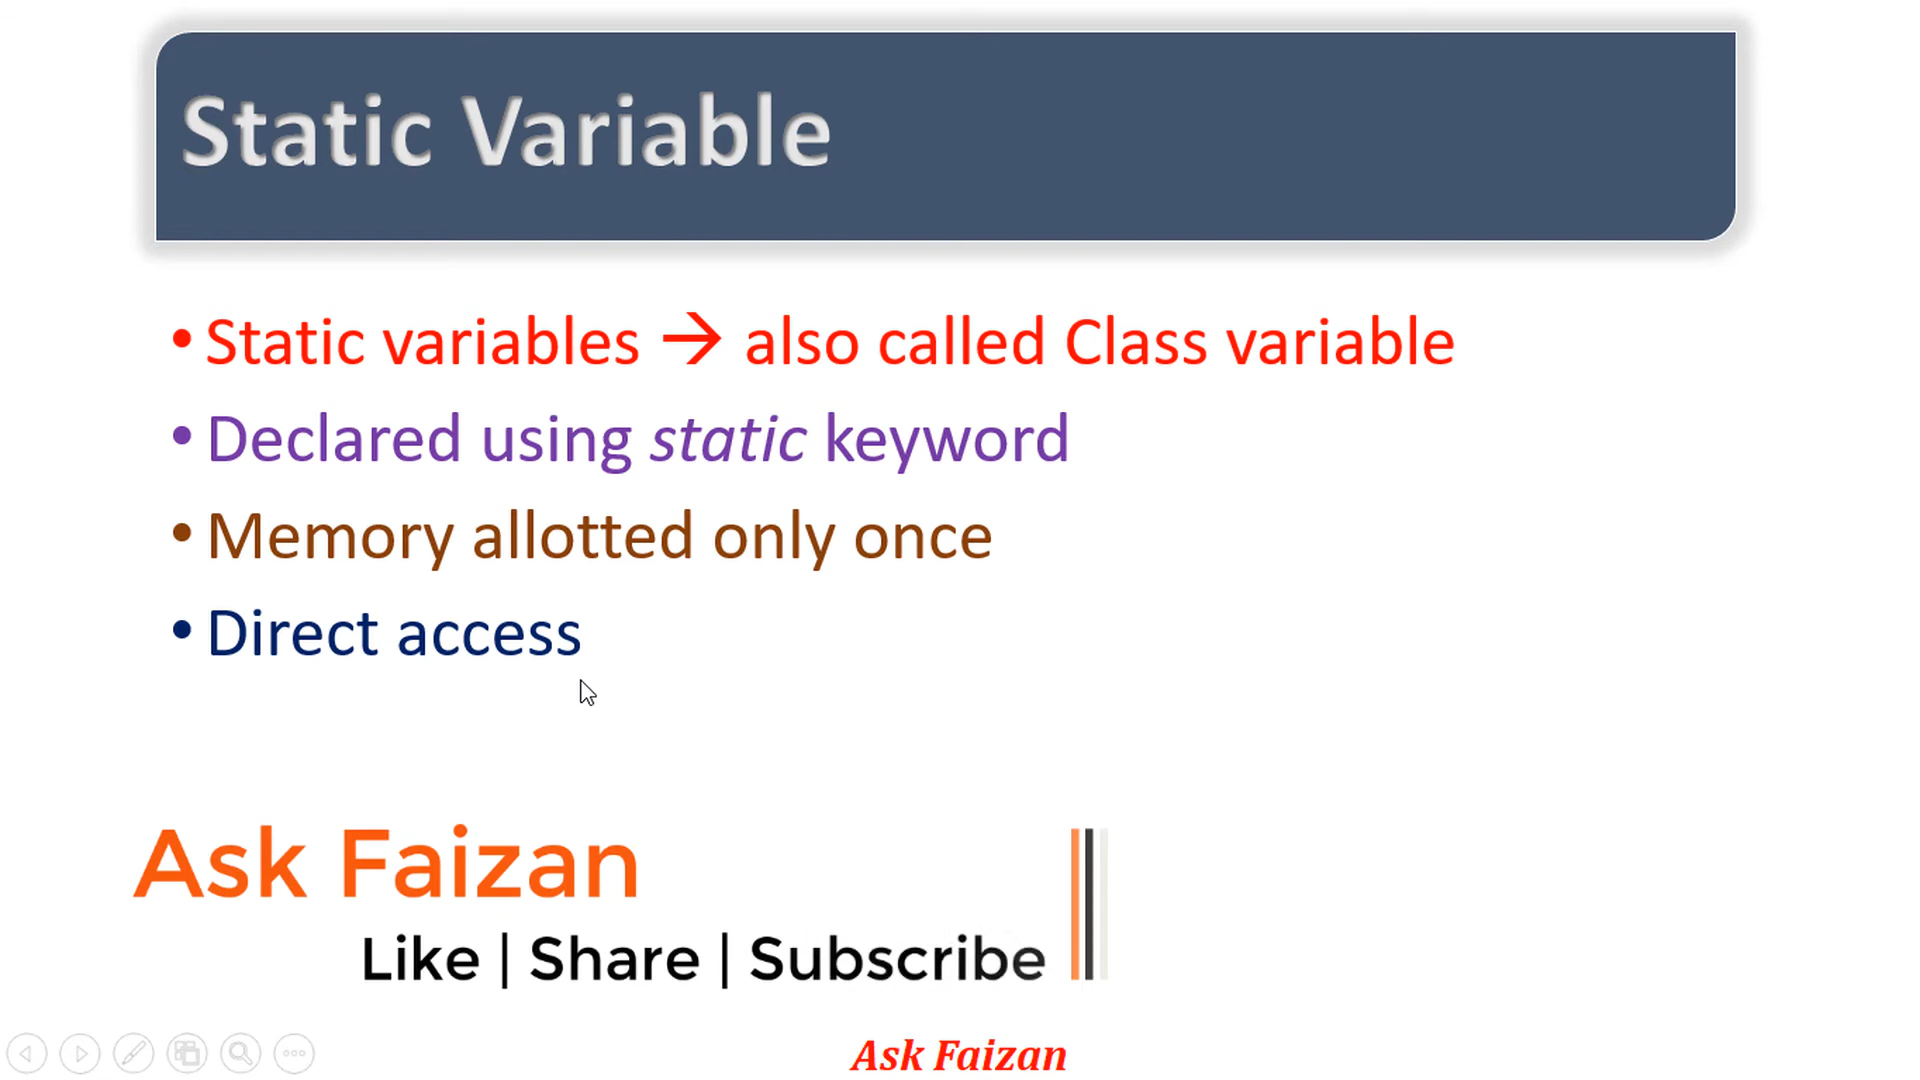 Static Variable
• Static variables → also called Class variable
• Declared using static keyword
• Memory allotted only once
• Direct access
Ask Faizan
Like | Share | Subscribe
Ask Faizan